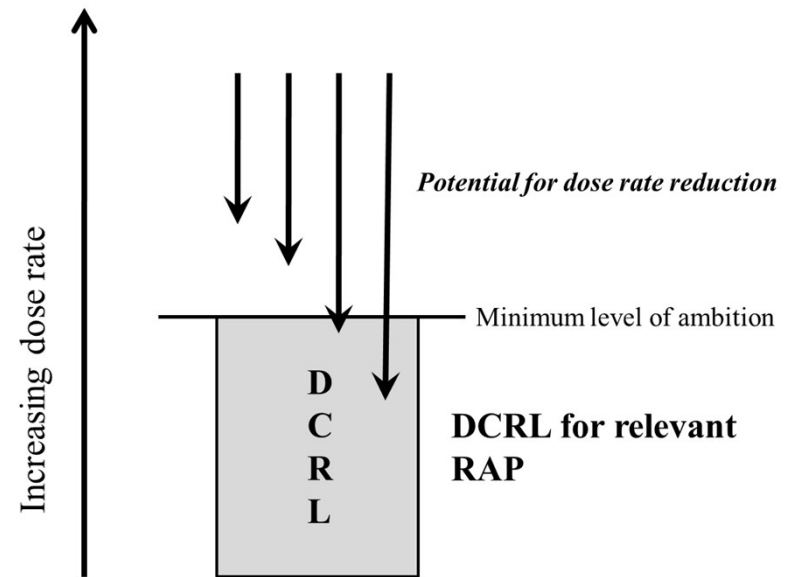 Increasing dose rate
Potential for dose rate reduction
Minimum level of ambition
D
C
R
L
DCRL for relevant
RAP